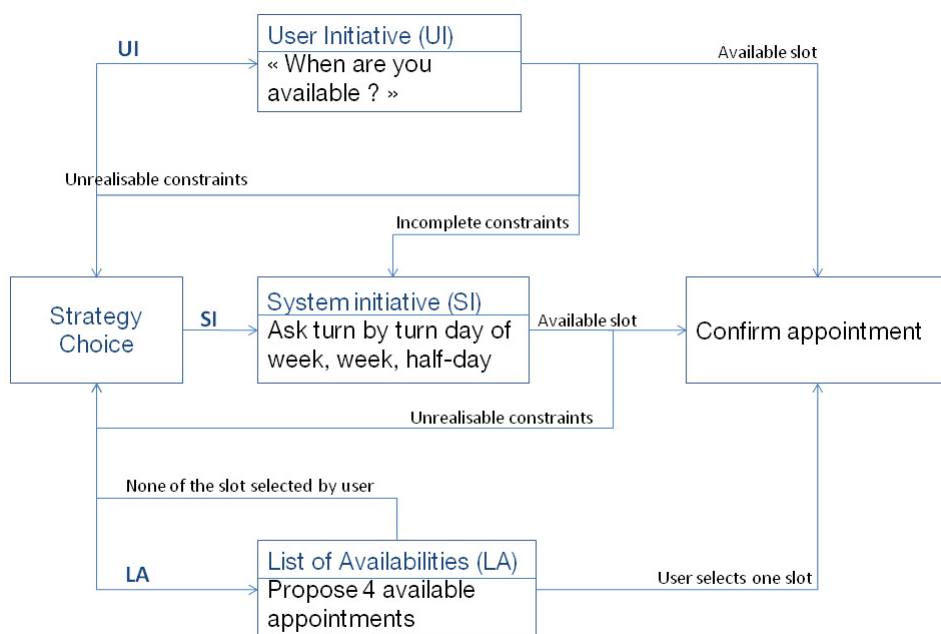 UI
User Initiative (UI)
« When are you
available ? »
Available slot
Unrealisable constraints
Incomplete constraints
Strategy
Choice
SI
System initiative (SI)
Ask turn by turn day of
week, week, half-day
Available slot
Confirm appointment
Unrealisable constraints
None of the slot selected by user
LA
List of Availabilities (LA)
Propose 4 available
appointments
User selects one slot